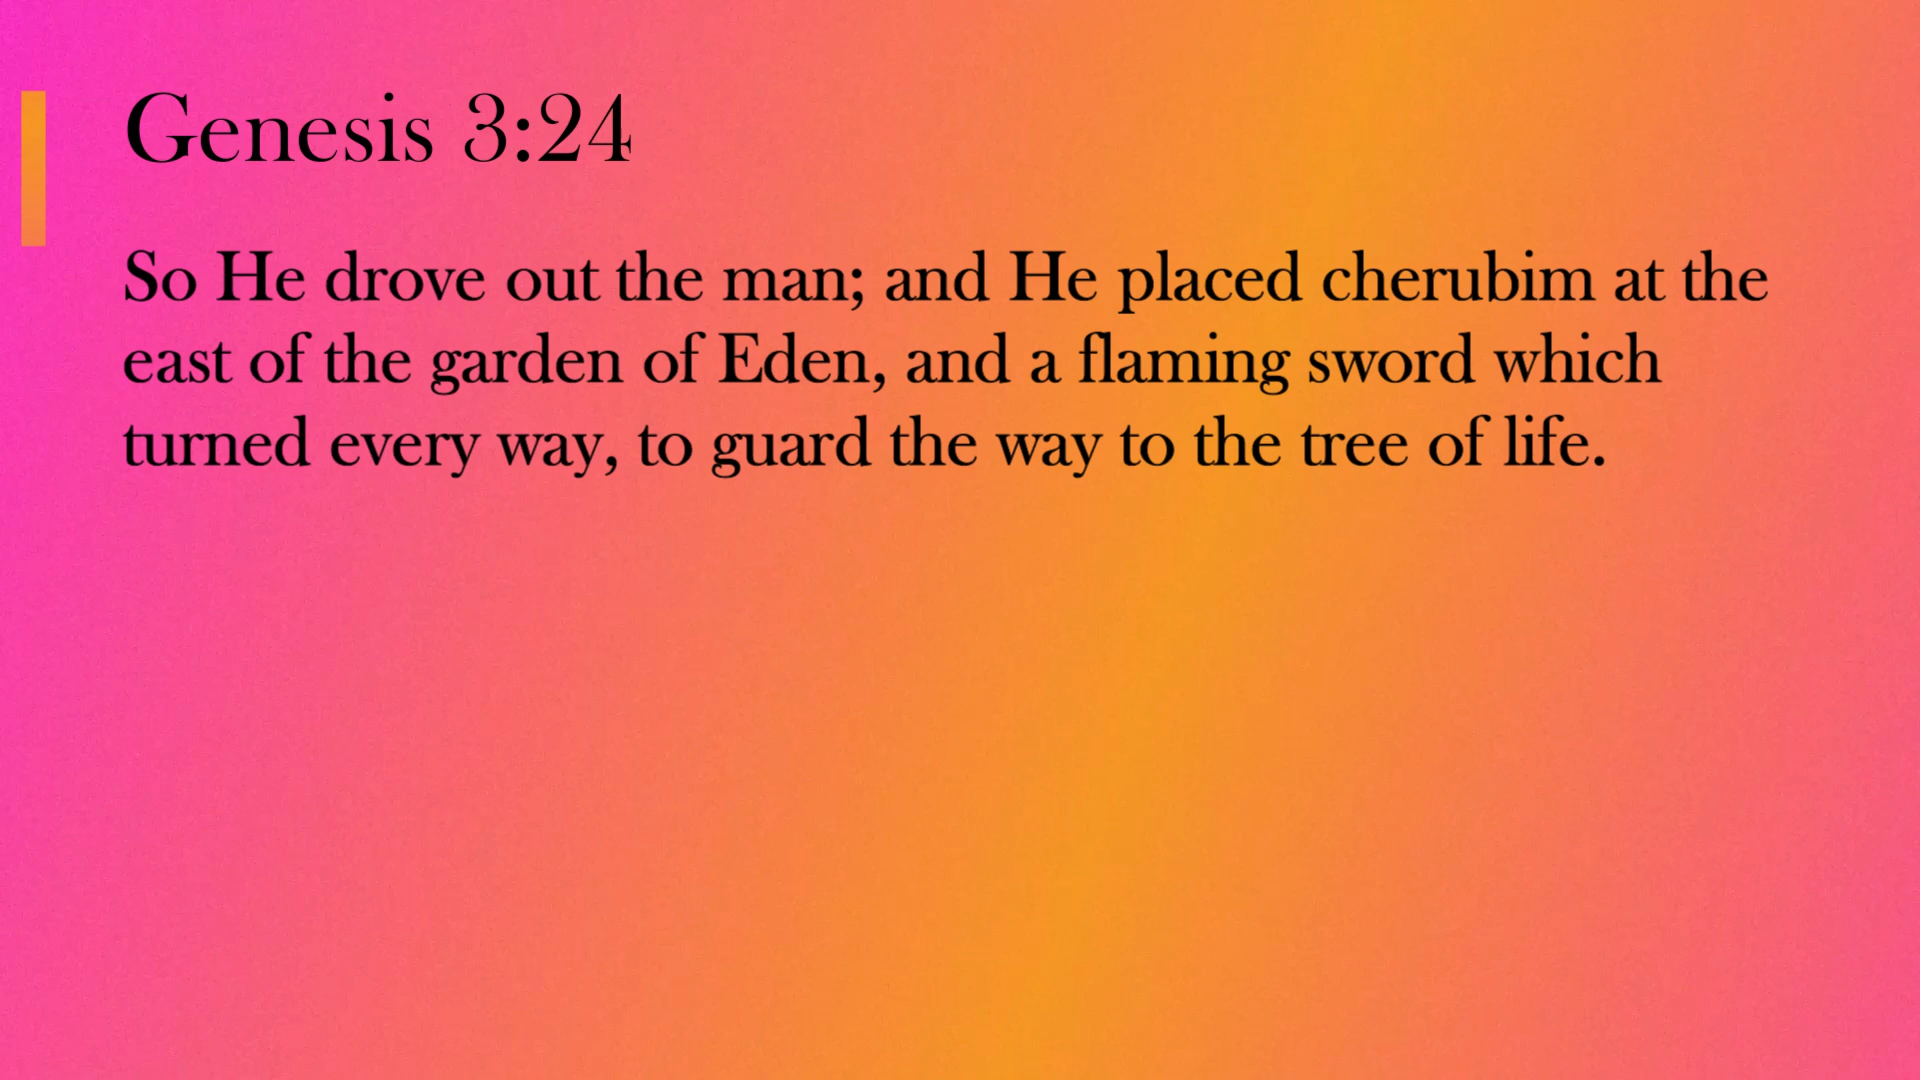 Genesis 3:24
So He drove out the man; and He placed cherubim at the
east of the garden of Eden, and a flaming sword which
turned every way, to guard the way to the tree of life.